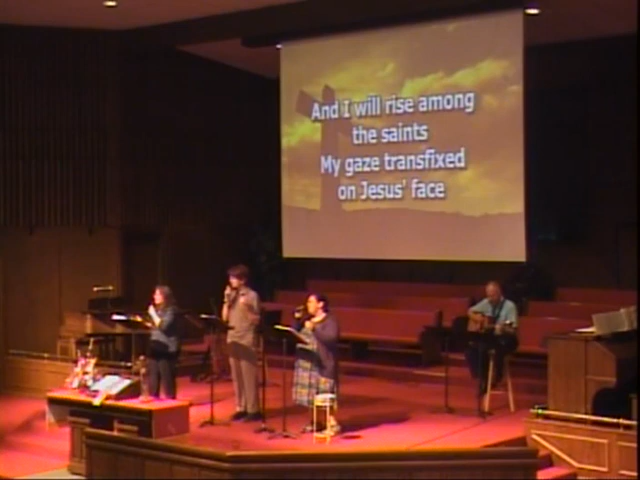 And I will rise among
the saints
My gaze transfixed
on Jesus' face